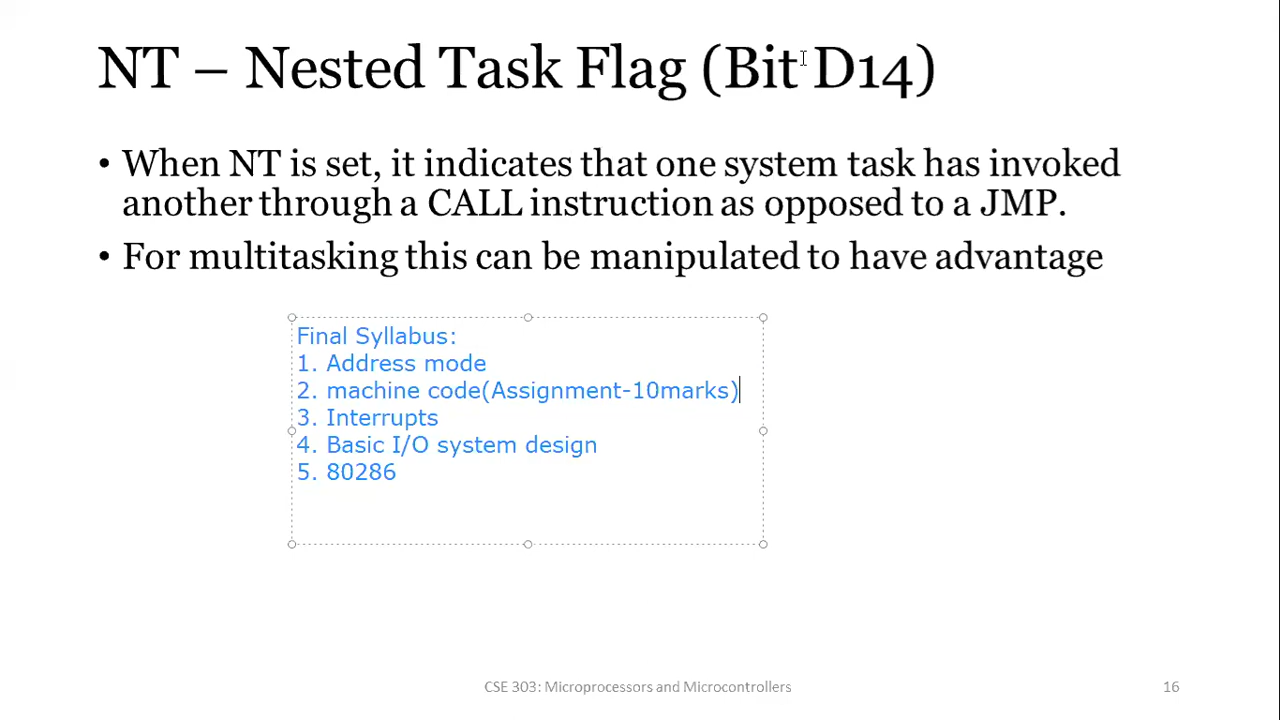 NT – Nested Task Flag (Bit D14)
• When NT is set, it indicates that one system task has invoked
another through a CALL instruction as opposed to a JMP.
• For multitasking this can be manipulated to have advantage
Final Syllabus:
1. Address mode
2. machine code(Assignment-10marks)
3. Interrupts
4. Basic I/O system design
5. 80286
CSE 303: Microprocessors and Microcontrollers
16